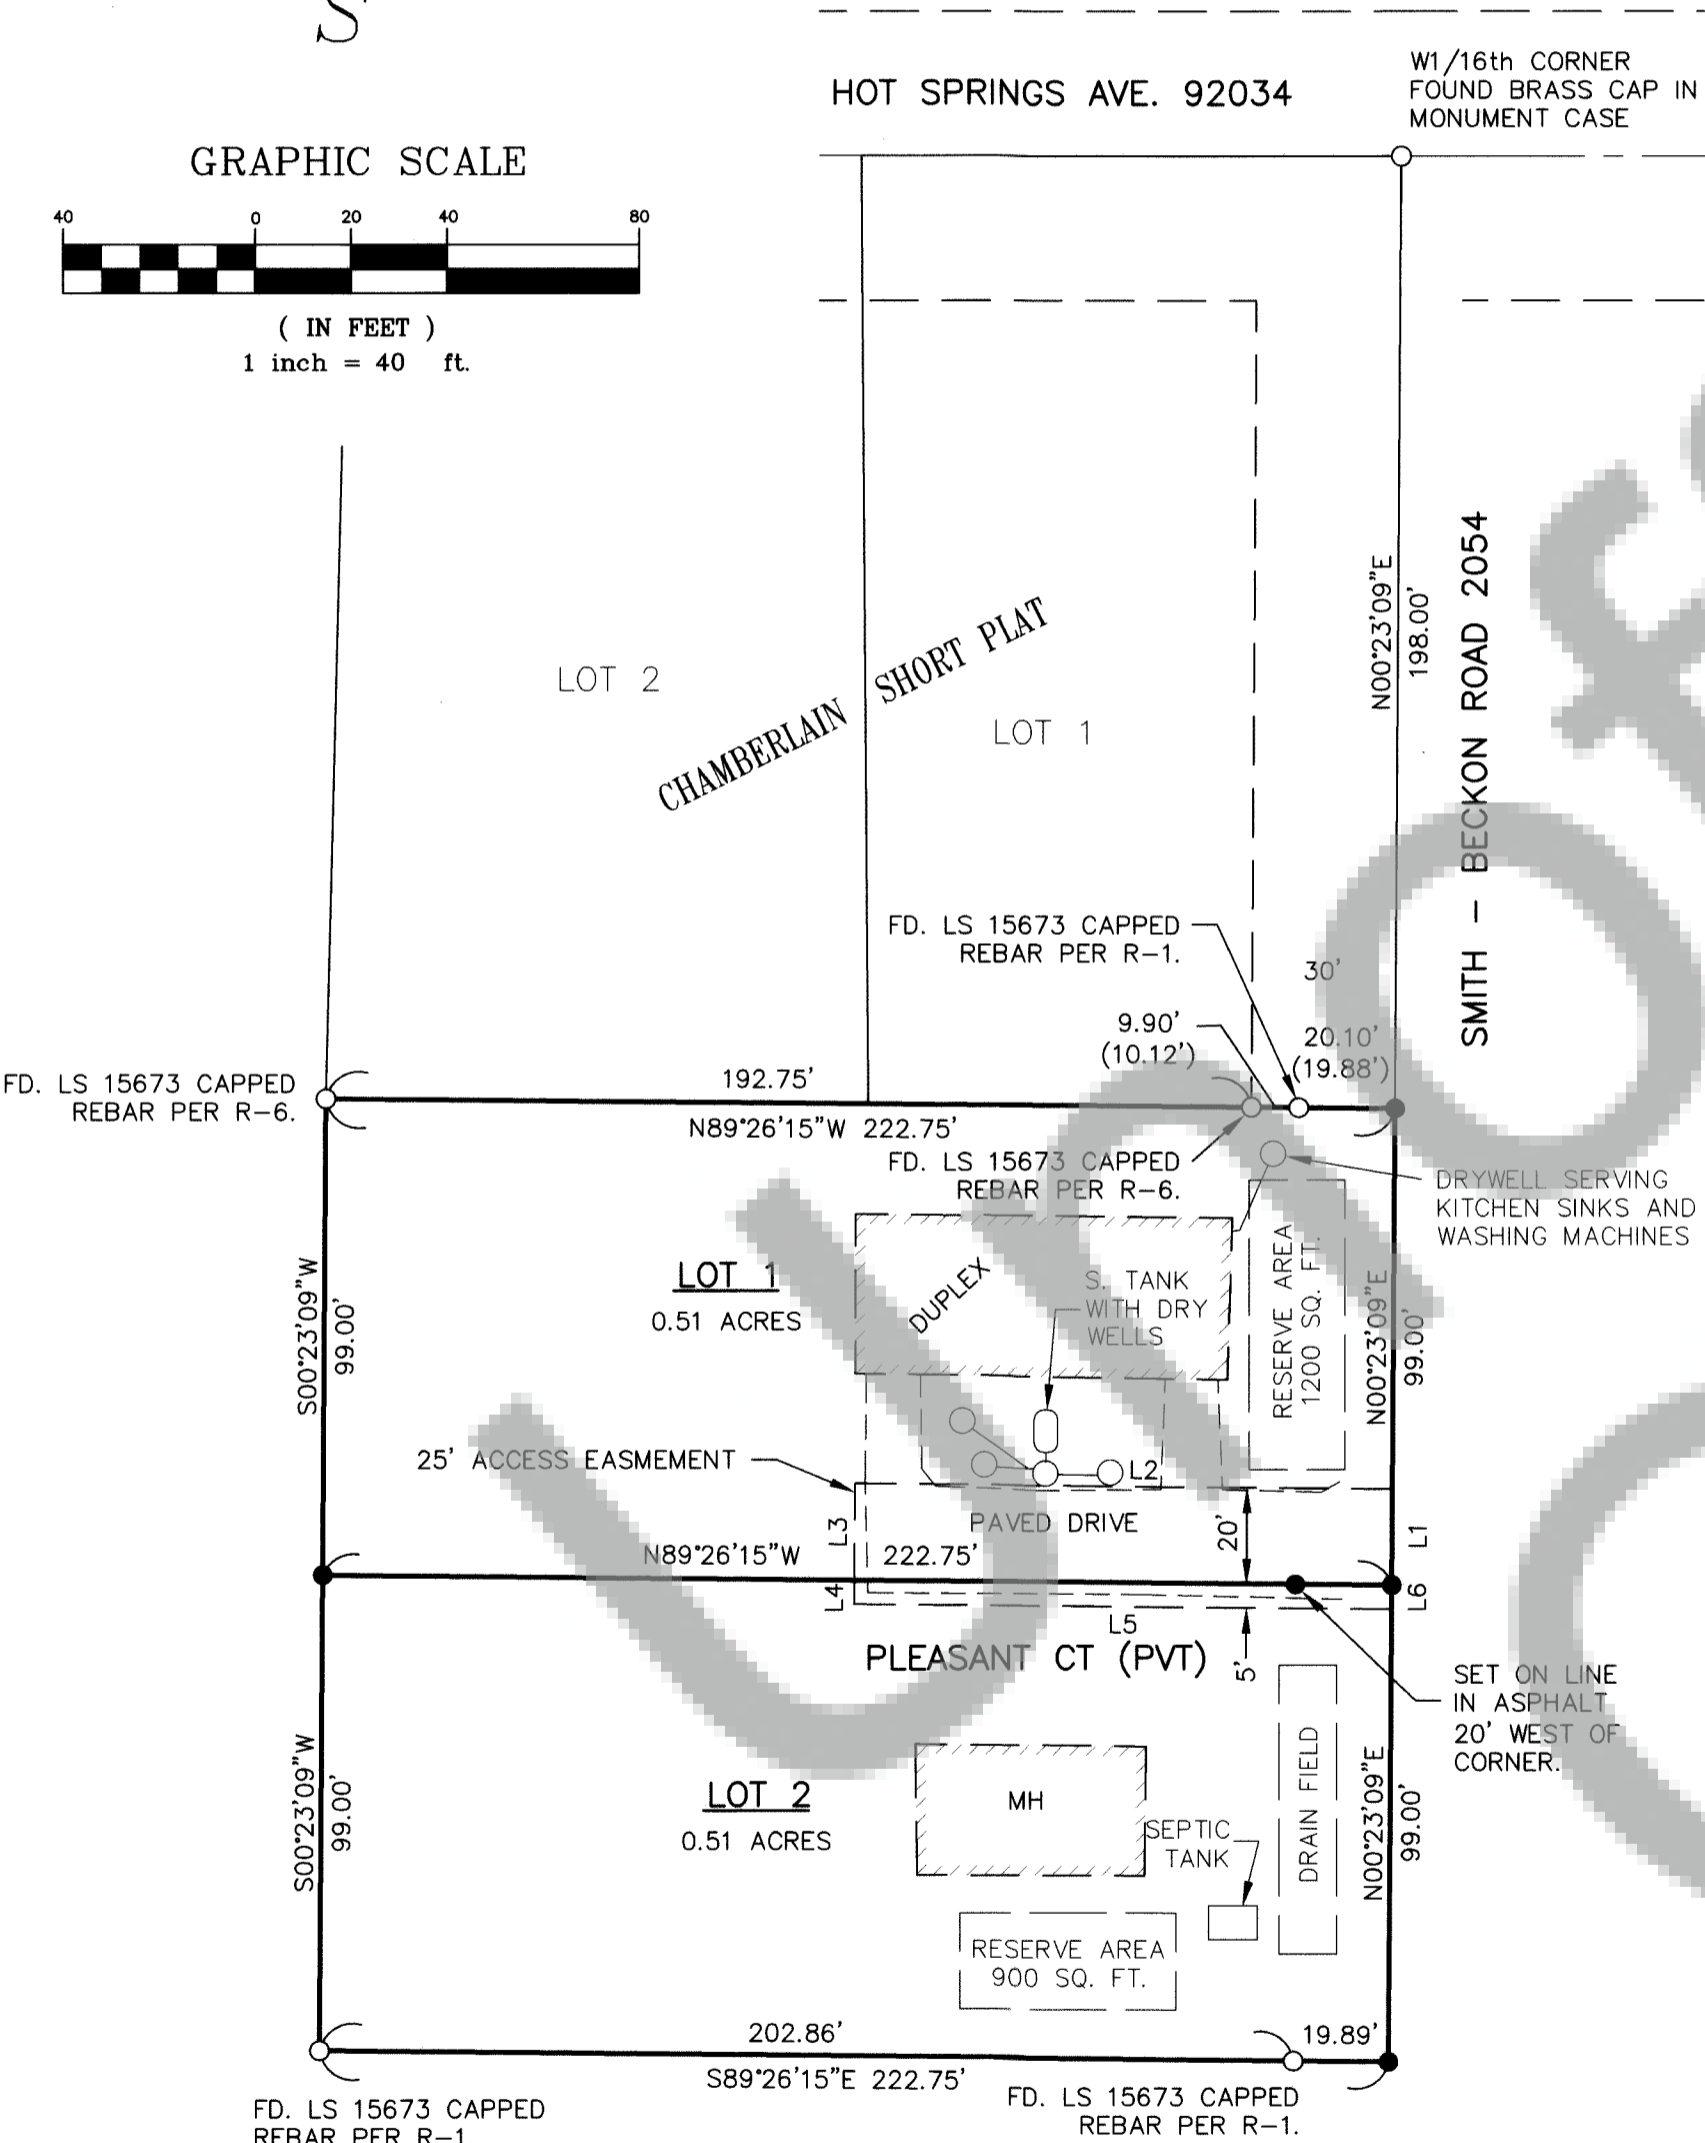 S
HOT SPRINGS AVE. 92034
W1/16th CORNER
FOUND BRASS CAP IN
MONUMENT CASE
GRAPHIC SCALE
40 0 20 40 80
( IN FEET )
1 inch = 40 ft.
LOT 2
CHAMBERLAIN SHORT PLAT
LOT 1
N00°23'09"E
198.00'
SMITH - BECKON ROAD 2054
FD. LS 15673 CAPPED
REBAR PER R-1.
30'
9.90'
(10.12')
20.10'
(19.88')
FD. LS 15673 CAPPED
REBAR PER R-6.
192.75'
N89°26'15"W 222.75'
FD. LS 15673 CAPPED
REBAR PER R-6.
DRYWELL SERVING
KITCHEN SINKS AND
WASHING MACHINES
S00°23'09"W
99.00'
LOT 1
0.51 ACRES
DUPLEX
S. TANK
WITH DRY
WELLS
RESERVE AREA
1200 SQ. FT.
N00°23'09"E
99.00'
25' ACCESS EASMEMENT
L2
L3
PAVED DRIVE
20'
L1
N89°26'15"W 222.75'
L4
L6
L5
PLEASANT CT (PVT)
5'
SET ON LINE
IN ASPHALT
20' WEST OF
CORNER.
S00°23'09"W
99.00'
LOT 2
0.51 ACRES
MH
SEPTIC
TANK
DRAIN FIELD
N00°23'09"E
99.00'
RESERVE AREA
900 SQ. FT.
202.86'
19.89'
S89°26'15"E 222.75'
FD. LS 15673 CAPPED
REBAR PER R-1
FD. LS 15673 CAPPED
REBAR PER R-1.